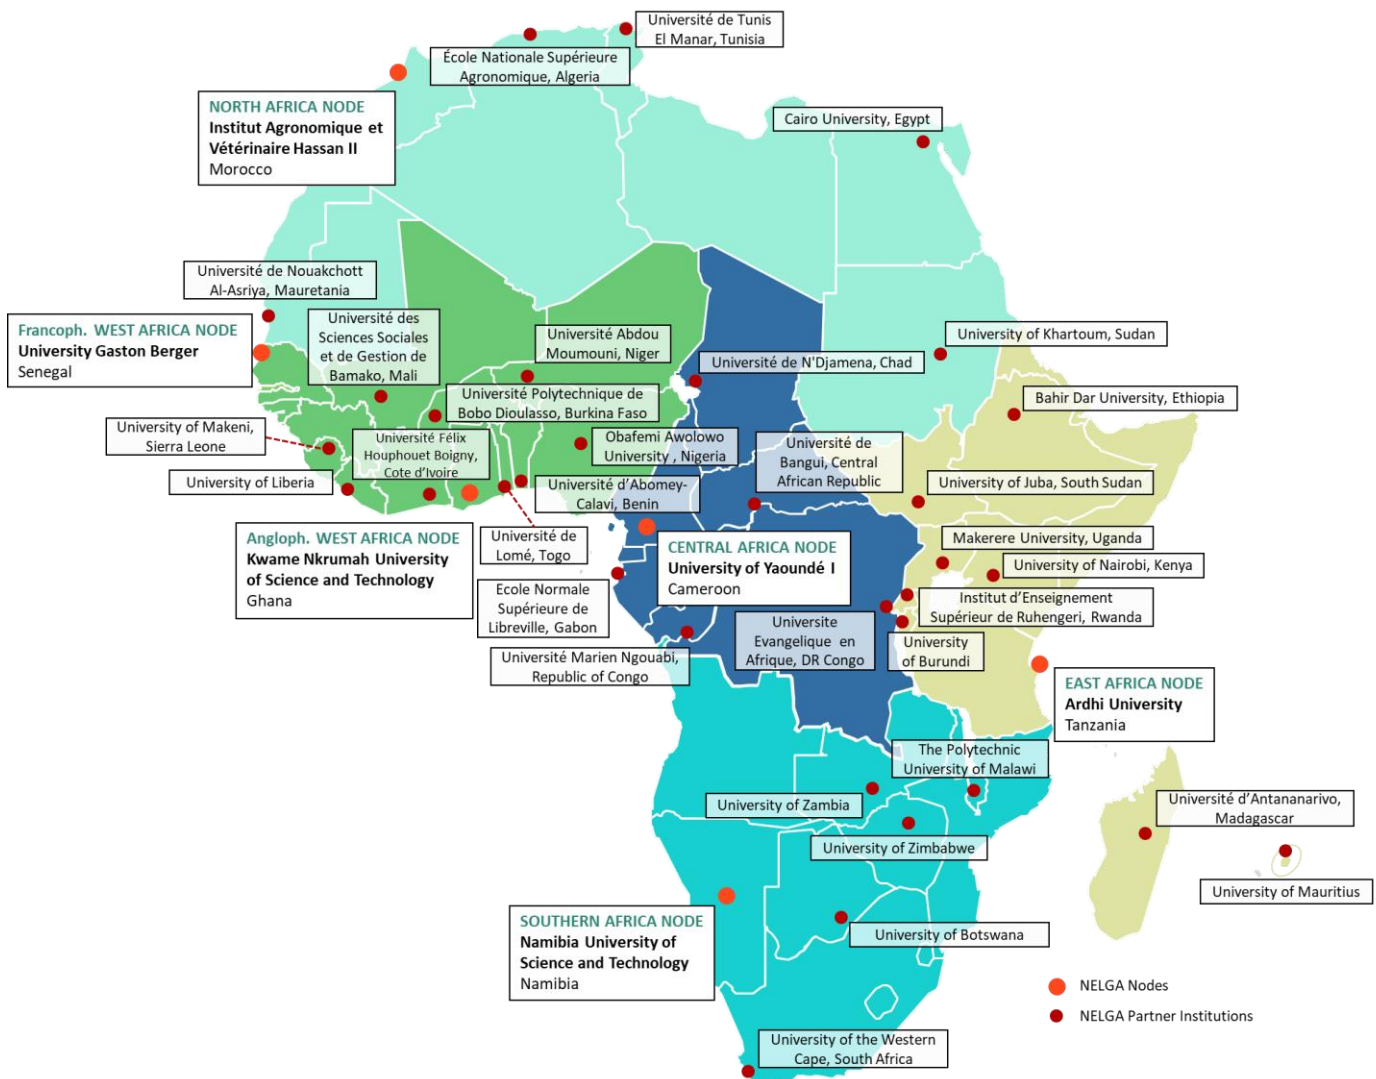 Université de Tunis
El Manar, Tunisia
École Nationale Supérieure
Agronomique, Algeria
NORTH AFRICA NODE
Institut Agronomique et
Vétérinaire Hassan II
Morocco
Cairo University, Egypt
Université de Nouakchott
Al-Asriya, Mauretania
Francoph. WEST AFRICA NODE
University Gaston Berger
Senegal
Université des
Sciences Sociales
et de Gestion de
Bamako, Mali
Université Abdou
Moumouni, Niger
Université de N'Djamena, Chad
University of Khartoum, Sudan
Université Polytechnique de
Bobo Dioulasso, Burkina Faso
Bahir Dar University, Ethiopia
University of Makeni,
Sierra Leone
Université Félix
Houphouet Boigny,
Cote d'Ivoire
Obafemi Awolowo
University , Nigeria
Université de
Bangui, Central
African Republic
University of Liberia
Université d'Abomey-
Calavi, Benin
University of Juba, South Sudan
Angloph. WEST AFRICA NODE
Kwame Nkrumah University
of Science and Technology
Ghana
Université de
Lomé, Togo
CENTRAL AFRICA NODE
University of Yaoundé I
Cameroon
Makerere University, Uganda
University of Nairobi, Kenya
Ecole Normale
Supérieure de
Libreville, Gabon
Institut d'Enseignement
Supérieur de Ruhengeri, Rwanda
Universite
Evangelique en
Afrique, DR Congo
University
of Burundi
Université Marien Ngouabi,
Republic of Congo
EAST AFRICA NODE
Ardhi University
Tanzania
The Polytechnic
University of Malawi
University of Zambia
Université d'Antananarivo,
Madagascar
University of Zimbabwe
University of Mauritius
SOUTHERN AFRICA NODE
Namibia University of
Science and Technology
Namibia
University of Botswana
NELGA Nodes
NELGA Partner Institutions
University of the Western
Cape, South Africa